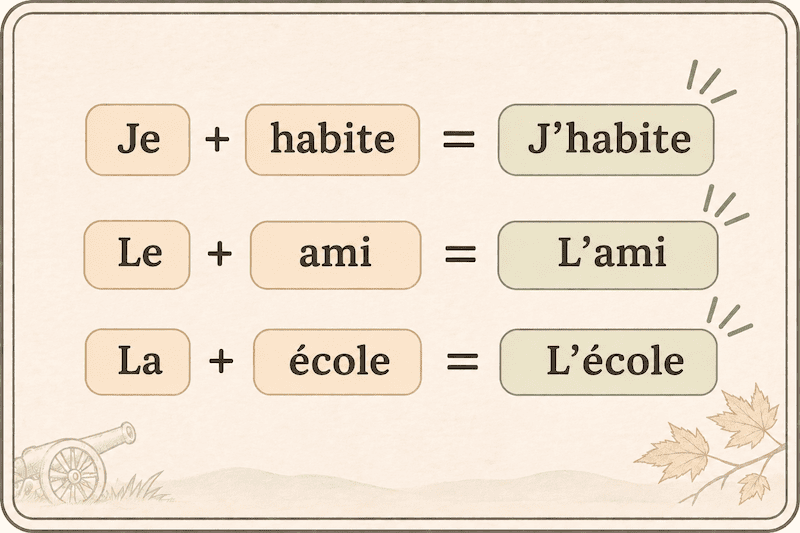 Je + habite = J’habite
Le + ami = L’ami
La + école = L’école